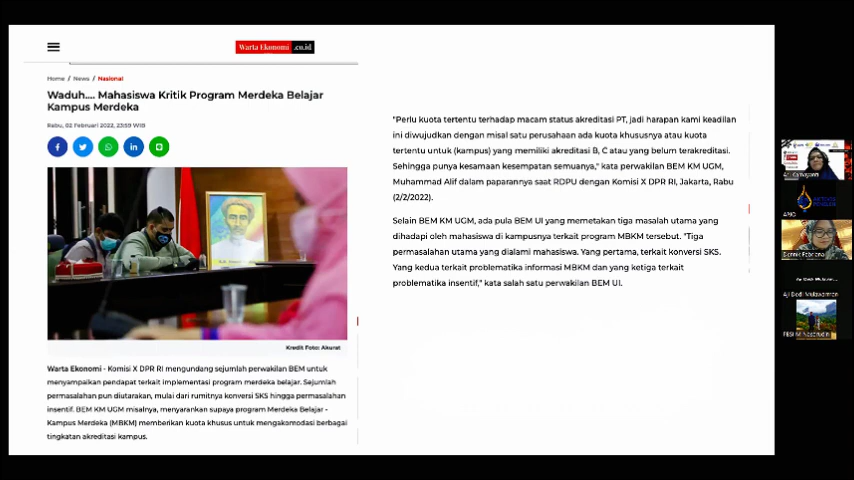 Warta Ekonomi .co.id
Home / News / Nasional
Waduh.... Mahasiswa Kritik Program Merdeka Belajar
Kampus Merdeka
Rabu, 02 Februari 2022, 23:59 WIB
Kredit Foto: Akurat
Warta Ekonomi - Komisi X DPR RI mengundang sejumlah perwakilan BEM untuk
menyampaikan pendapat terkait implementasi program merdeka belajar. Sejumlah
permasalahan pun diutarakan, mulai dari rumitnya konversi SKS hingga permasalahan
insentif. BEM KM UGM misalnya, menyarankan supaya program Merdeka Belajar -
Kampus Merdeka (MBKM) memberikan kuota khusus untuk mengakomodasi berbagai
tingkatan akreditasi kampus.
"Perlu kuota tertentu terhadap macam status akreditasi PT, jadi harapan kami keadilan
ini diwujudkan dengan misal satu perusahaan ada kuota khususnya atau kuota
tertentu untuk (kampus) yang memiliki akreditasi B, C atau yang belum terakreditasi.
Sehingga punya kesamaan kesempatan semuanya," kata perwakilan BEM KM UGM,
Muhammad Alif dalam paparannya saat RDPU dengan Komisi X DPR RI, Jakarta, Rabu
(2/2/2022).
Selain BEM KM UGM, ada pula BEM UI yang memetakan tiga masalah utama yang
dihadapi oleh mahasiswa di kampusnya terkait program MBKM tersebut. "Tiga
permasalahan utama yang dialami mahasiswa. Yang pertama, terkait konversi SKS.
Yang kedua terkait problematika informasi MBKM dan yang ketiga terkait
problematika insentif," kata salah satu perwakilan BEM UI.
Aji Dedi Mulawarman